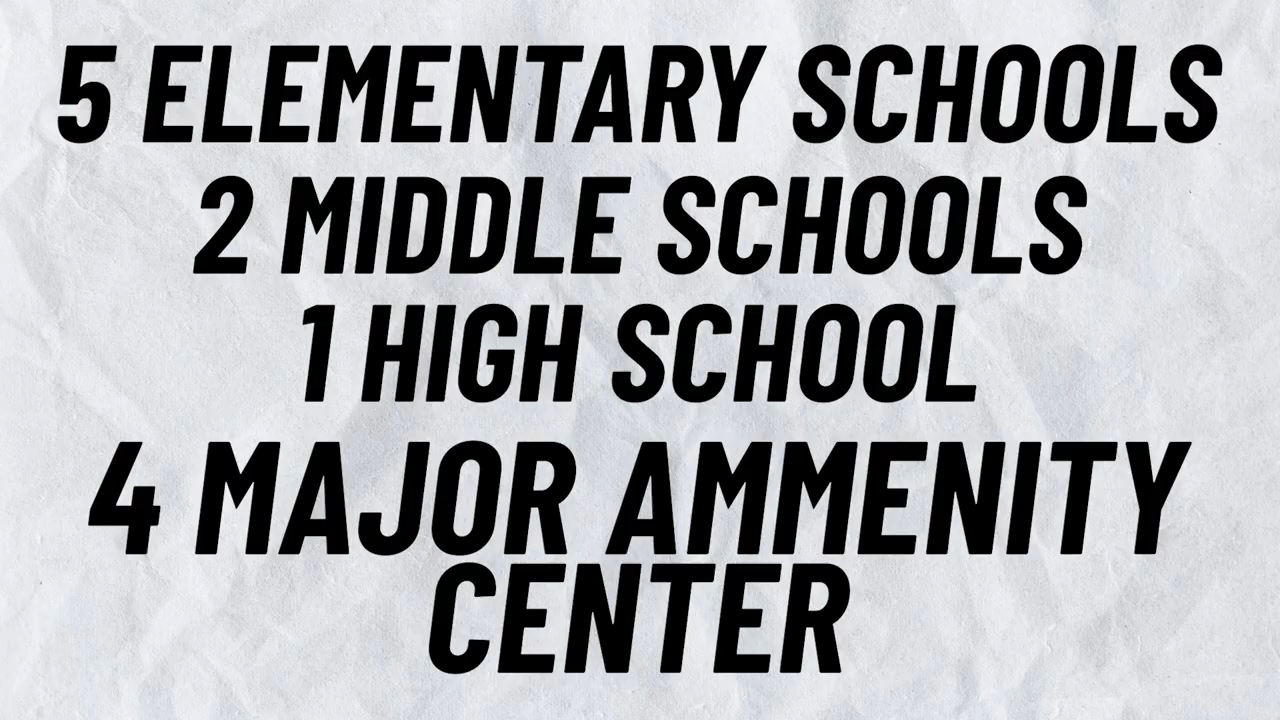 5 ELEMENTARY SCHOOLS
2 MIDDLE SCHOOLS
1 HIGH SCHOOL
4 MAJOR AMMENITY
CENTER